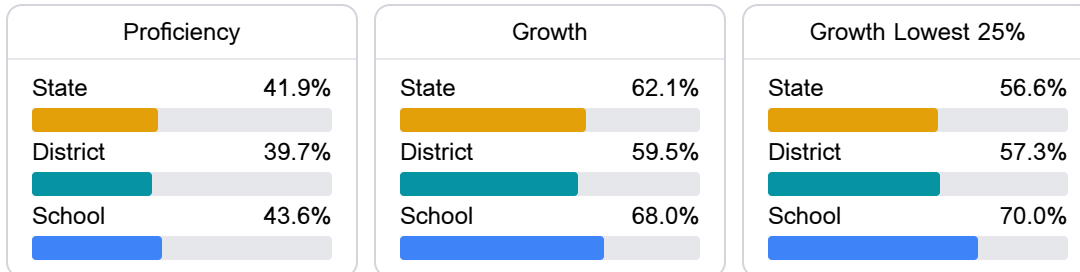 Proficiency
State 41.9%
District 39.7%
School 43.6%
Growth
State 62.1%
District 59.5%
School 68.0%
Growth Lowest 25%
State 56.6%
District 57.3%
School 70.0%